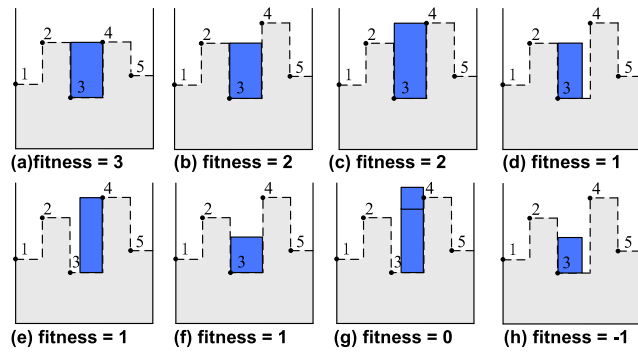 1 2 3 4 5
1 2 3 4 5
1 2 3 4 5
1 2 3 4 5
(a)fitness = 3
(b) fitness = 2
(c) fitness = 2
(d) fitness = 1
1 2 3 4 5
1 2 3 4 5
1 2 3 4 5
1 2 3 4 5
(e) fitness = 1
(f) fitness = 1
(g) fitness = 0
(h) fitness = -1